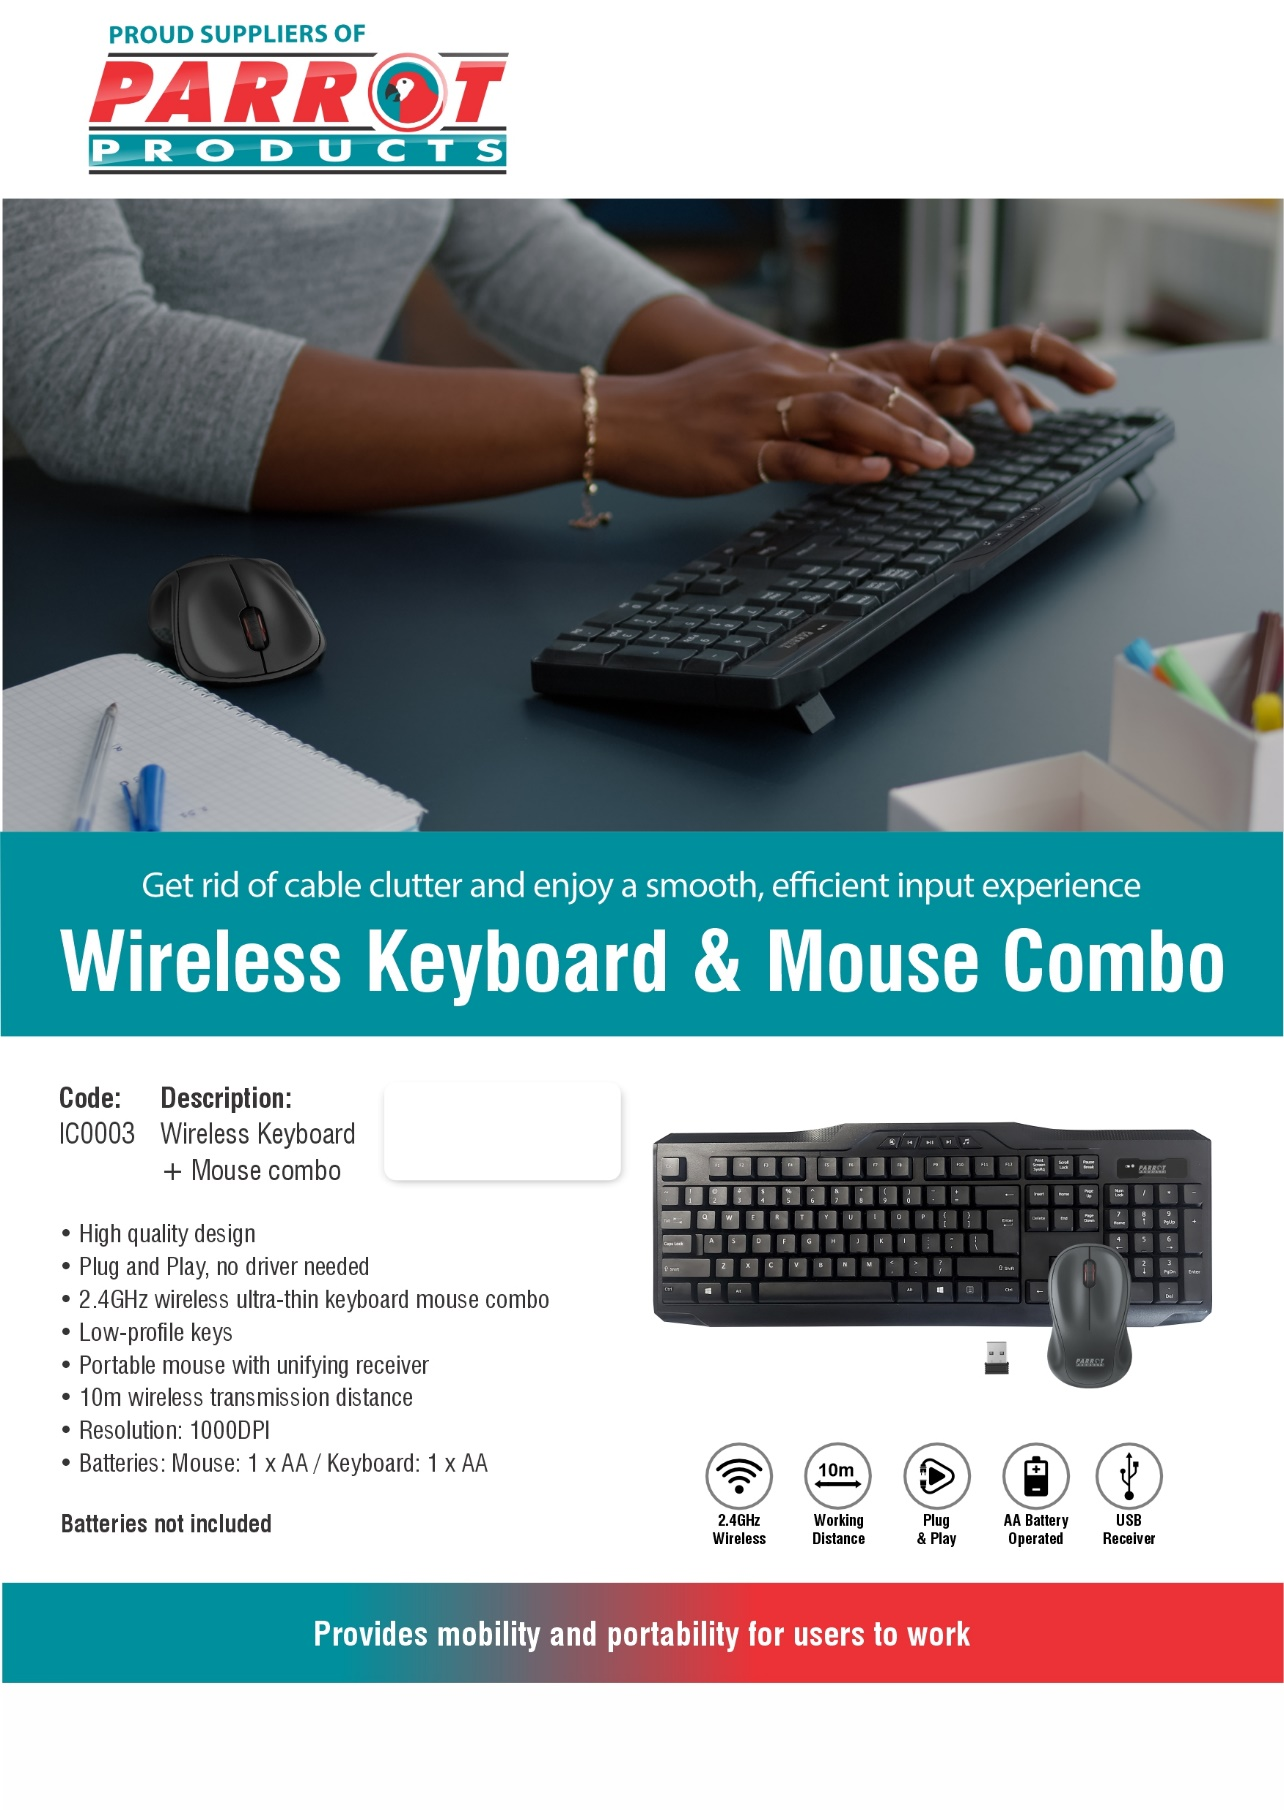 PROUD SUPPLIERS OF
PARROT
PRODUCTS
Get rid of cable clutter and enjoy a smooth, efficient input experience
Wireless Keyboard & Mouse Combo
Code: Description:
IC0003 Wireless Keyboard
+ Mouse combo
• High quality design
• Plug and Play, no driver needed
• 2.4GHz wireless ultra-thin keyboard mouse combo
• Low-profile keys
• Portable mouse with unifying receiver
• 10m wireless transmission distance
• Resolution: 1000DPI
• Batteries: Mouse: 1 x AA / Keyboard: 1 x AA
Batteries not included
PARROT
PARROT
10m
2.4GHz
Wireless
Working
Distance
Plug
& Play
AA Battery
Operated
USB
Receiver
Provides mobility and portability for users to work